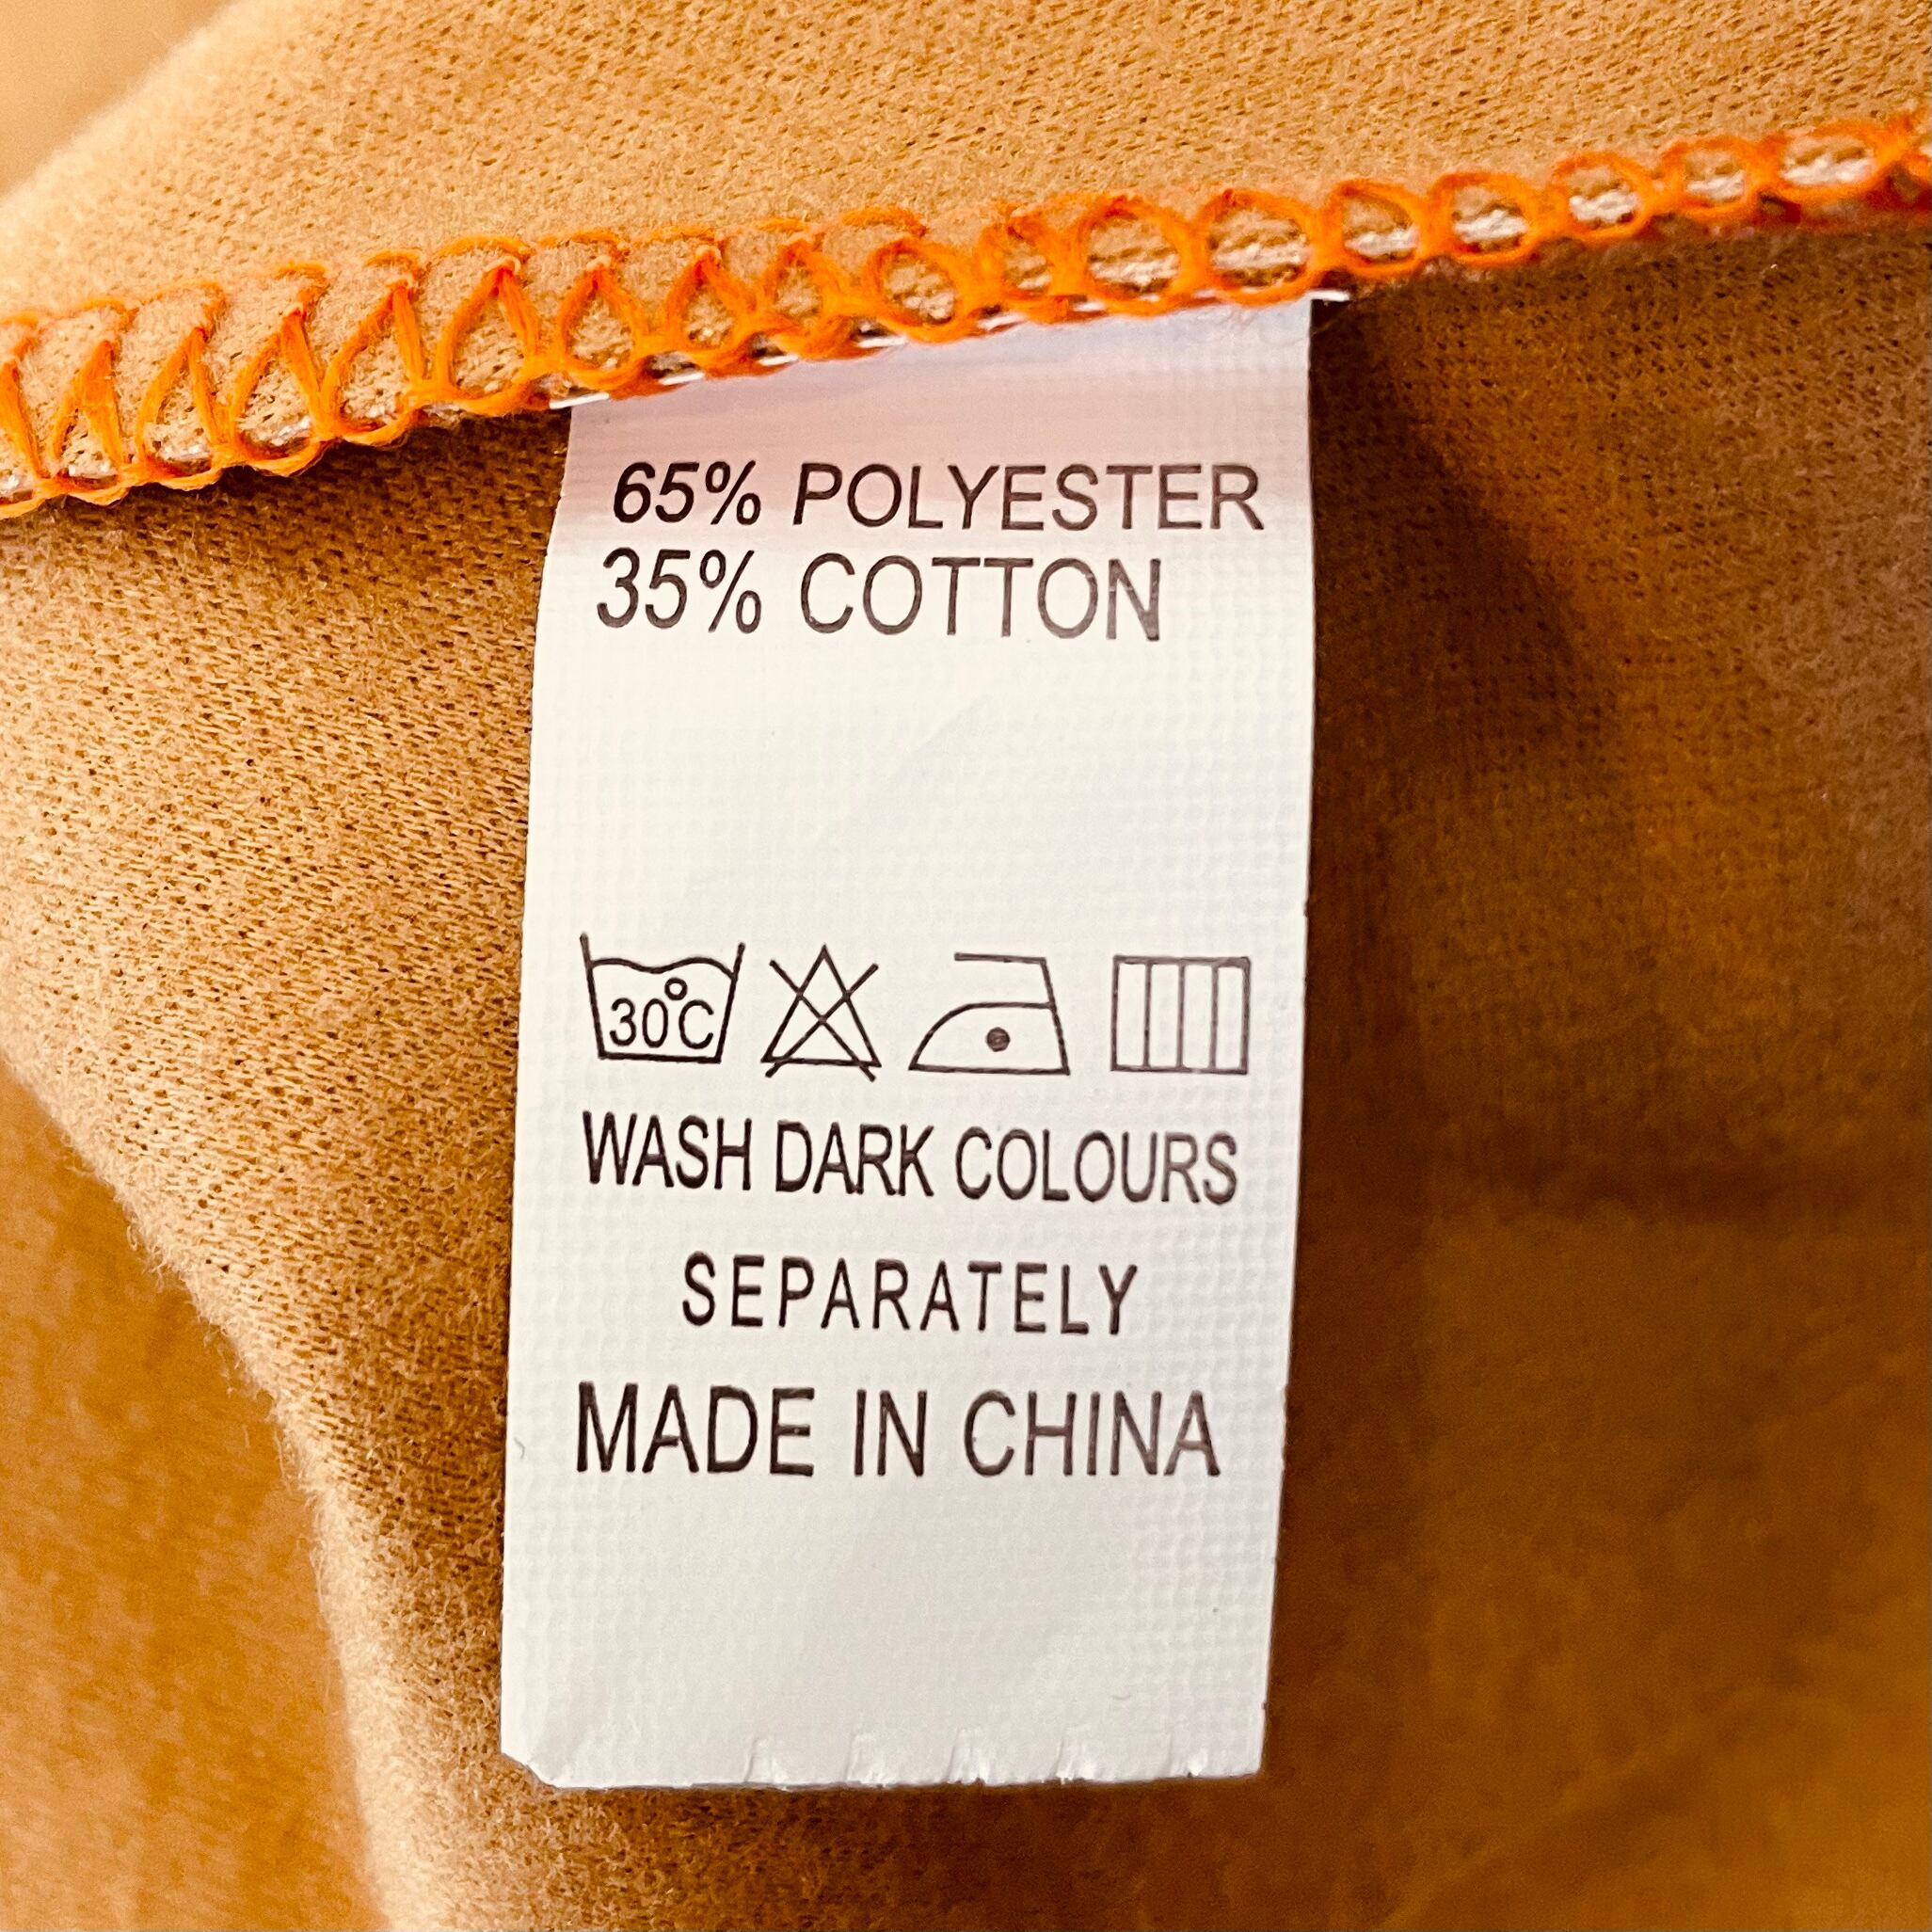 65% POLYESTER
35% COTTON
30°C
WASH DARK COLOURS
SEPARATELY
MADE IN CHINA